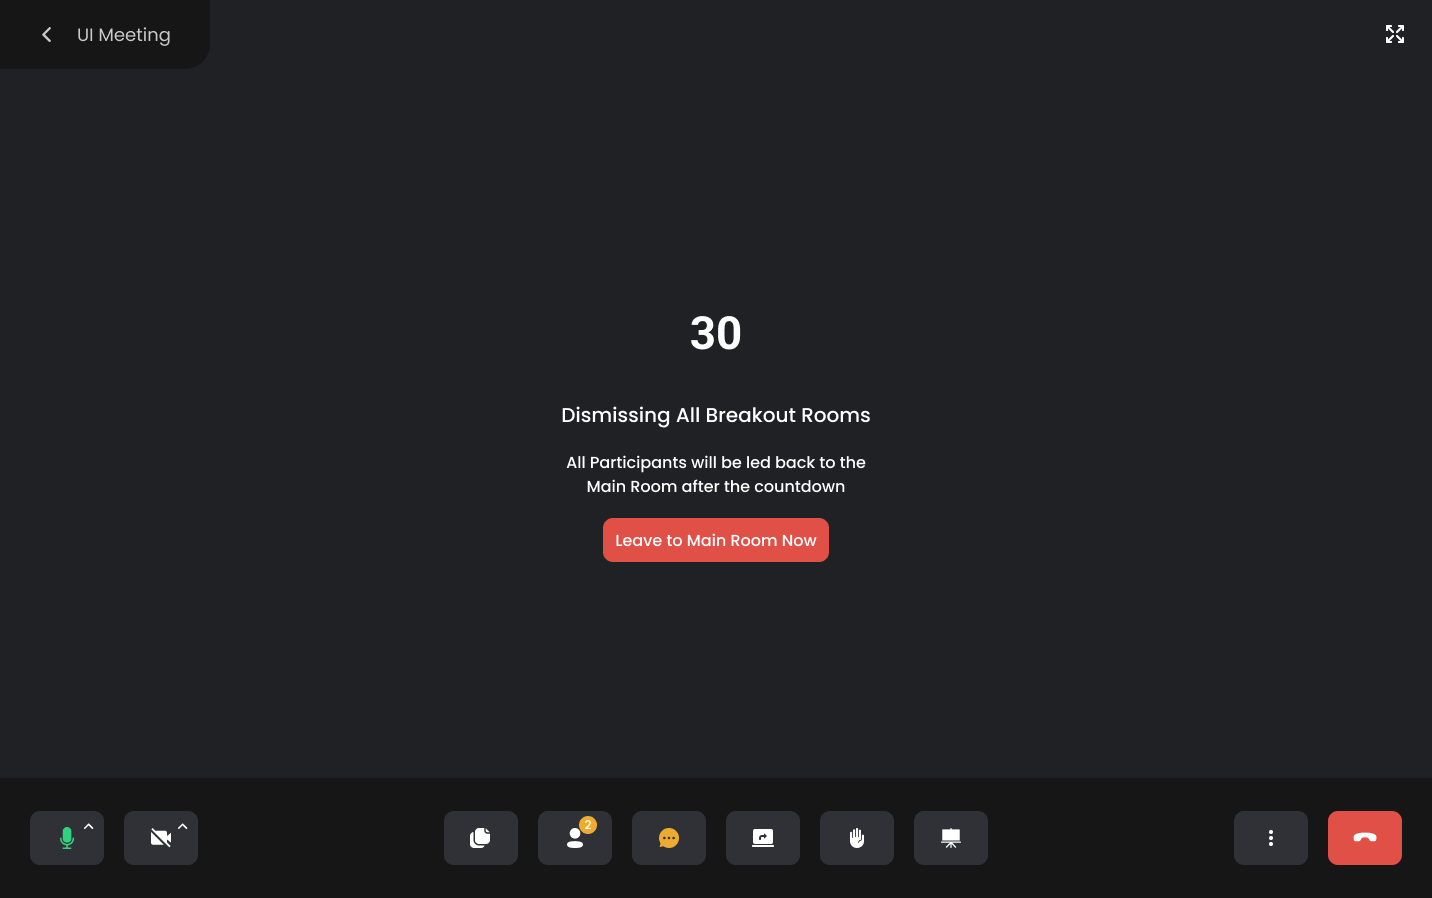 UI Meeting
30
Dismissing All Breakout Rooms
All Participants will be led back to the
Main Room after the countdown
Leave to Main Room Now
2